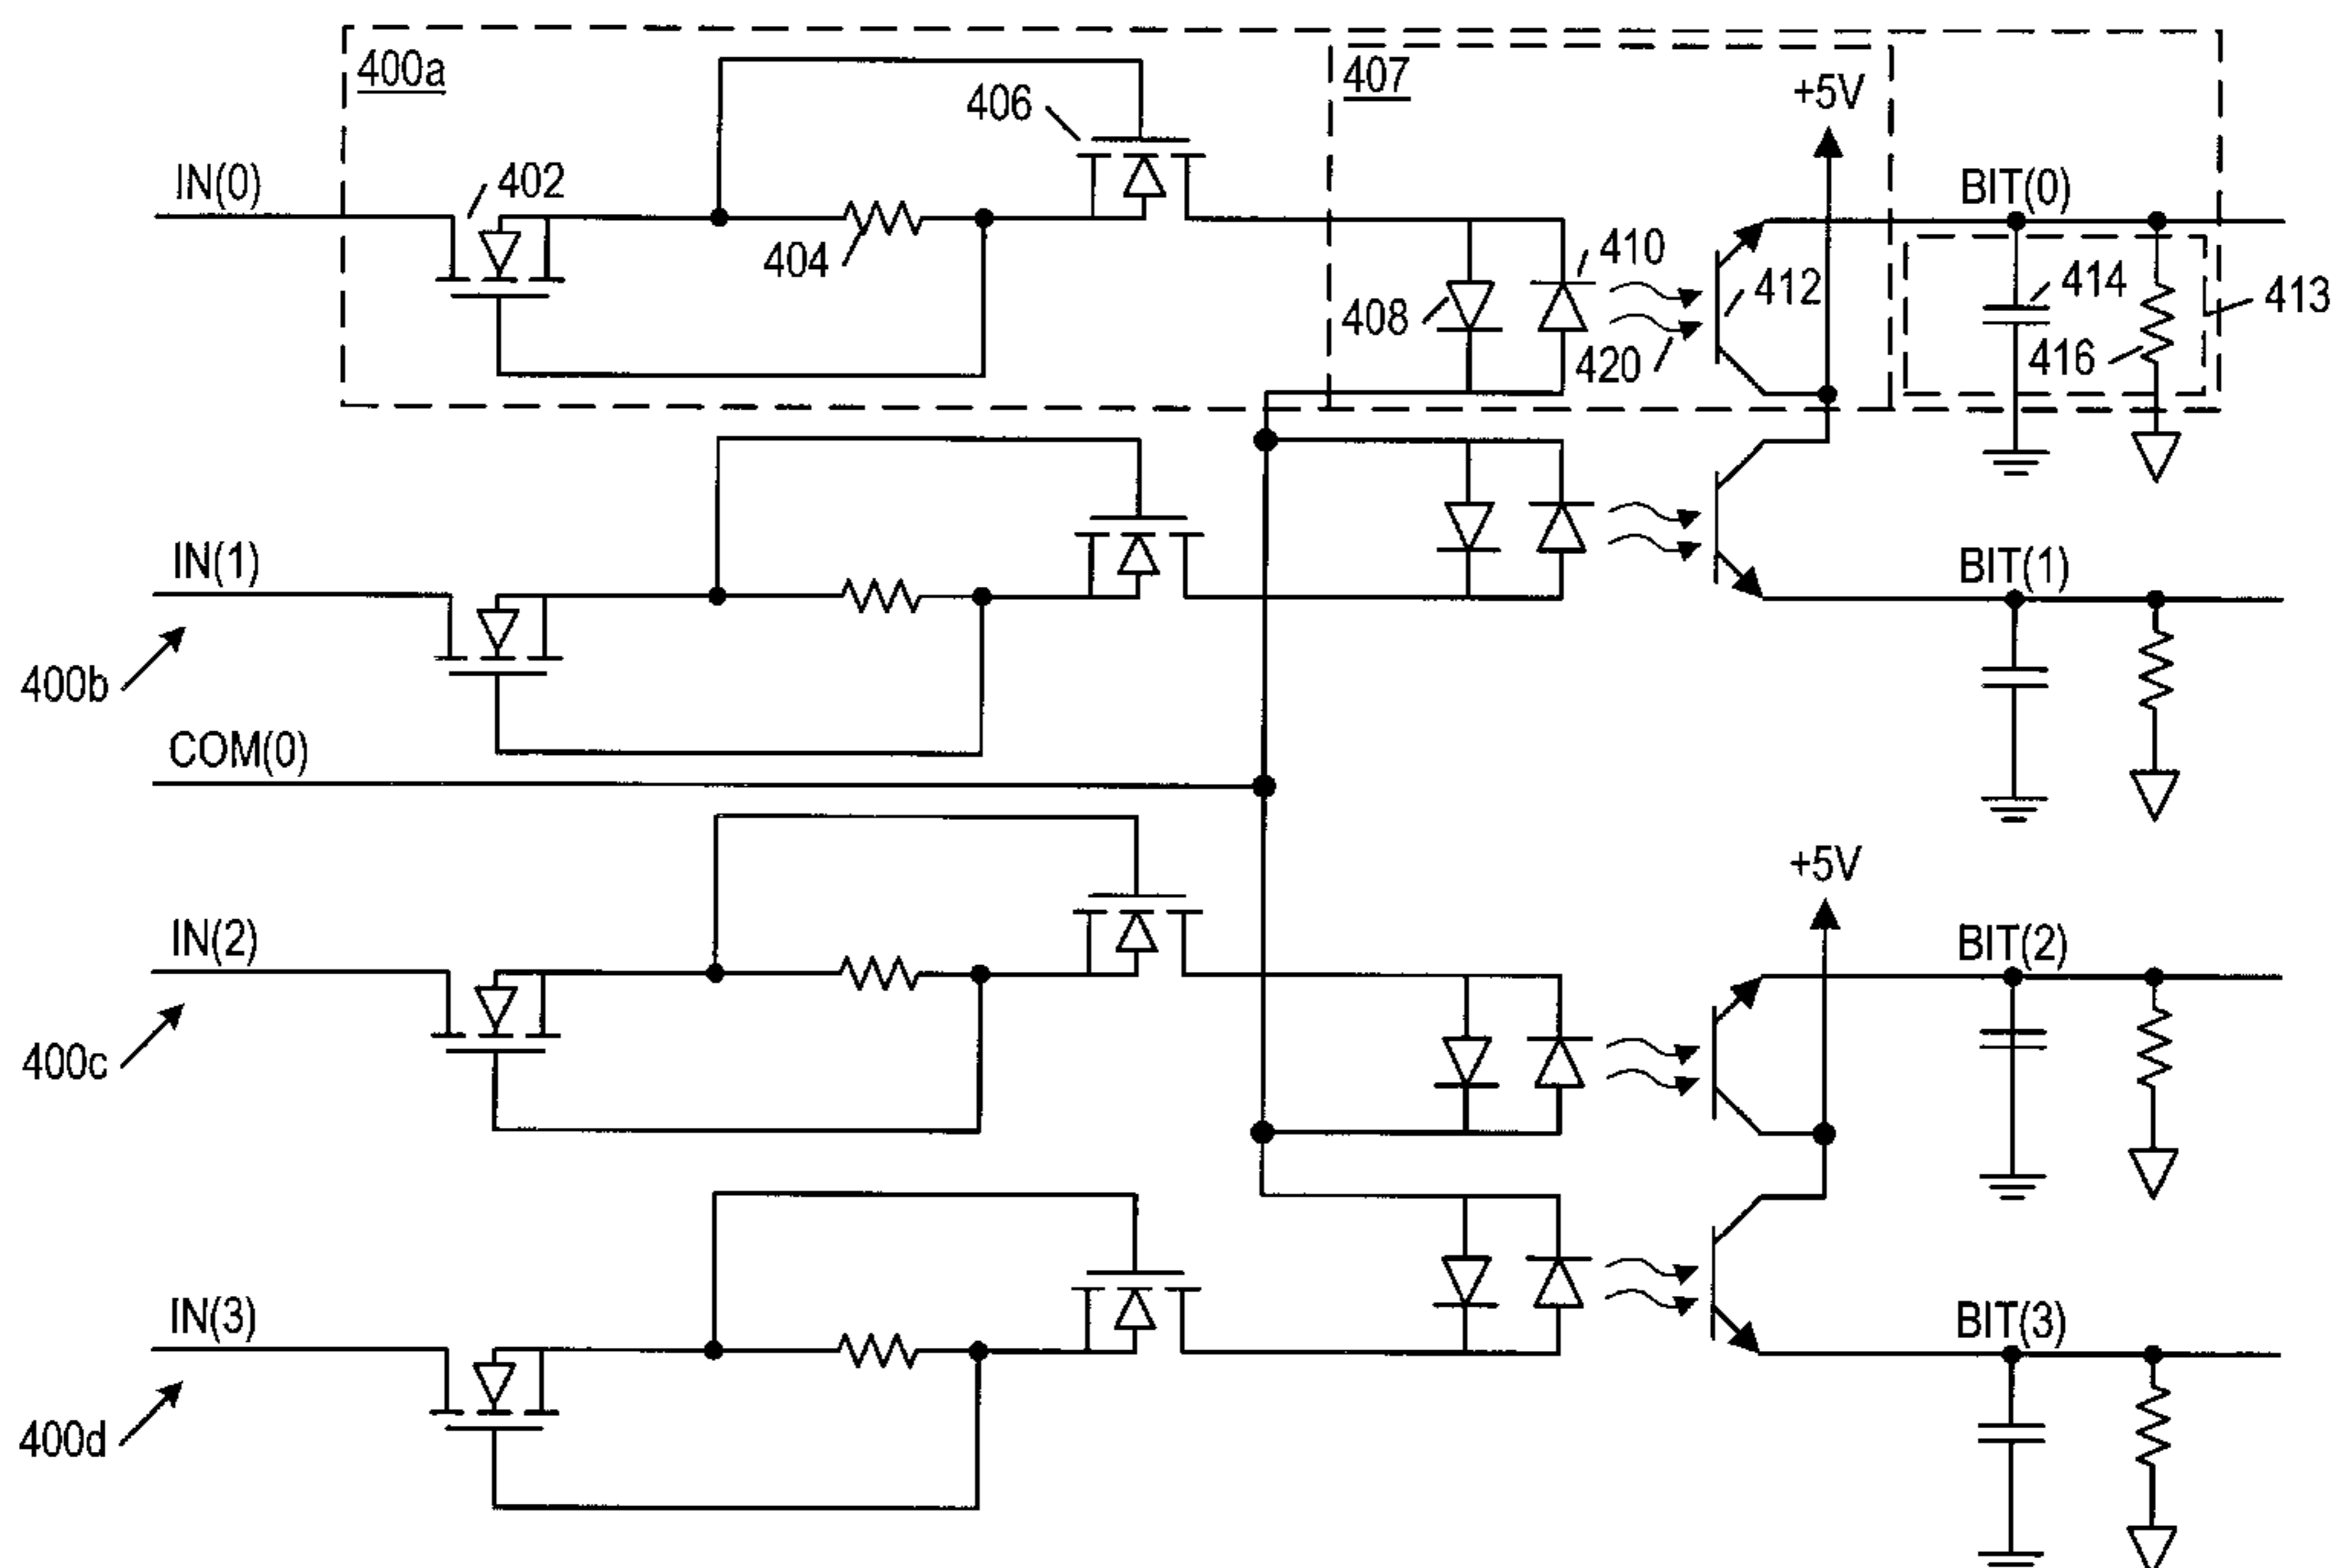 400a
407
406
+5V
IN(0)
402
BIT(0)
404
410
408
412
414
413
420
416
IN(1)
BIT(1)
400b
COM(0)
+5V
IN(2)
BIT(2)
400c
IN(3)
BIT(3)
400d